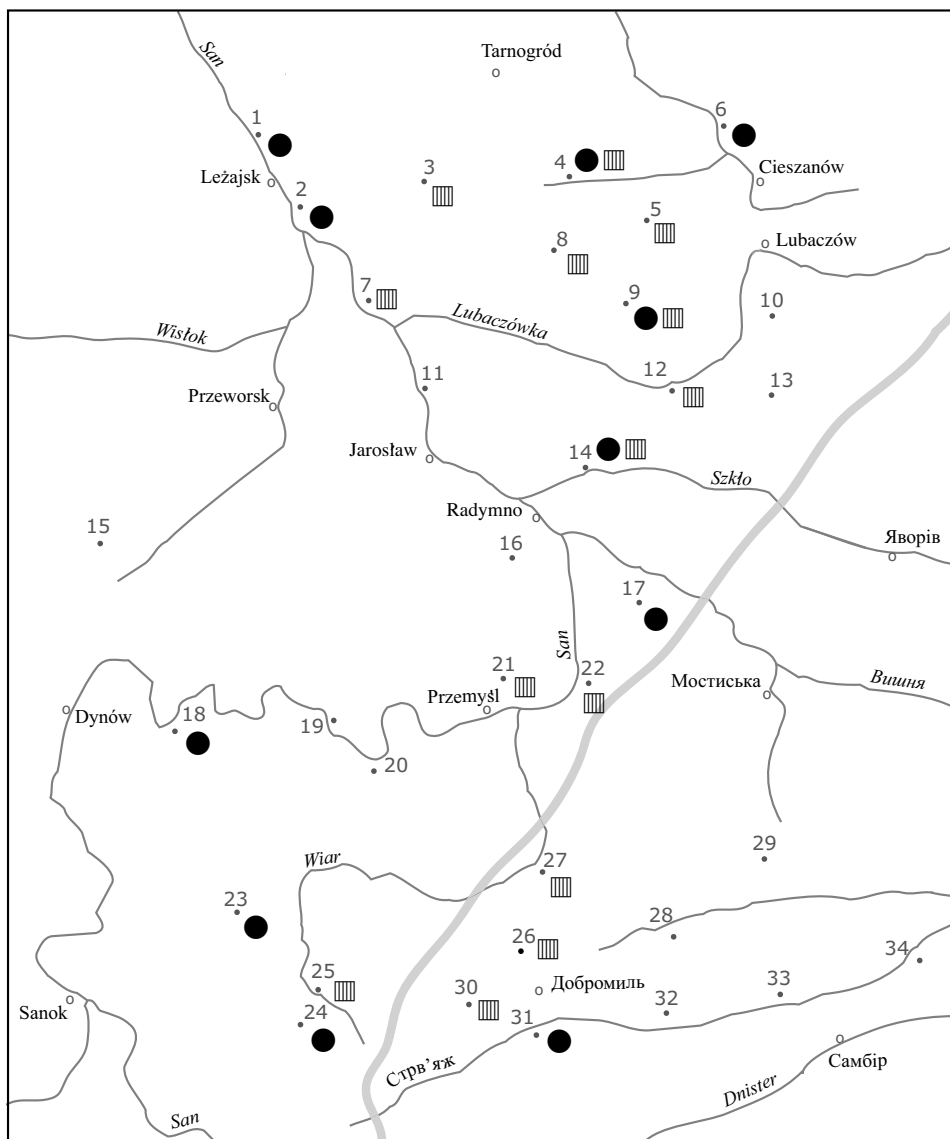 San
Tarnogród
1
6
Leżajsk
3
4
Cieszanów
2
5
Lubaczów
8
7
9
10
Lubaczówka
Wisłok
11
12
13
Przeworsk
Jarosław
14
Szkło
Radymno
15
16
Яворів
17
San
21
22
Мостиська
Вишня
Przemyśl
Dynów
18
19
20
Wiar
27
29
23
28
26
34
25
Добромиль
33
Sanok
30
24
31
32
Самбір
Стрв'яж
Dnister
San